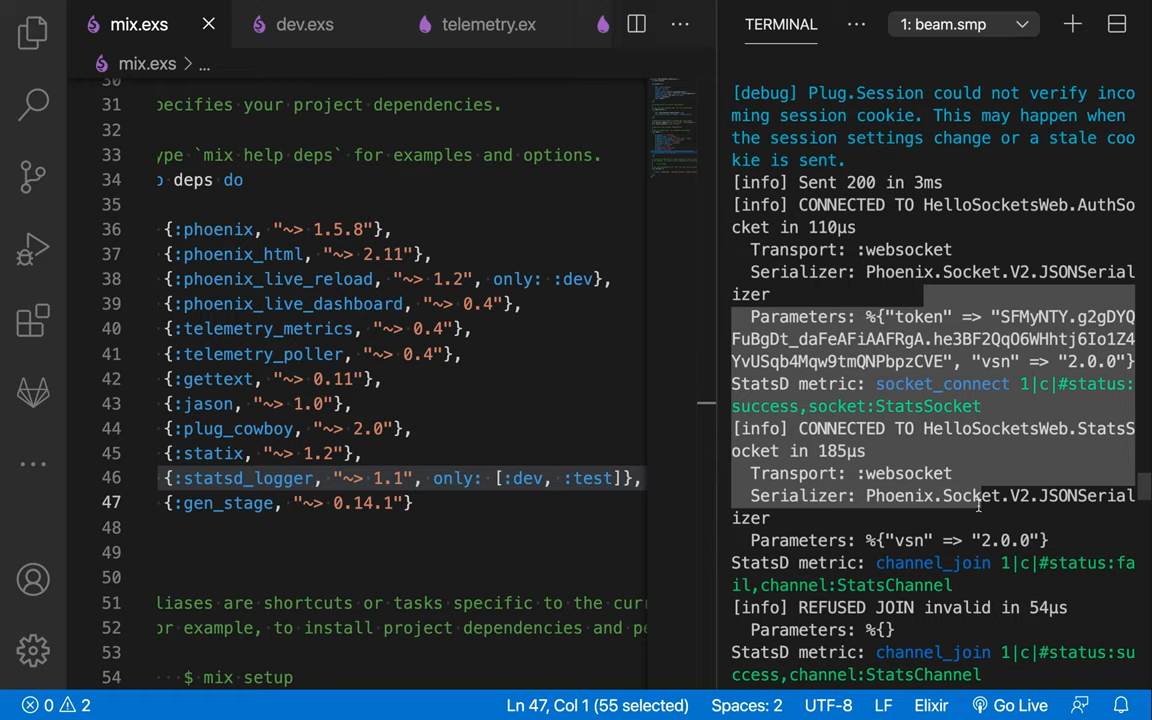 mix.exs
dev.exs
telemetry.ex
TERMINAL
1: beam.smp
mix.exs > ...
30
31 pecifies your project dependencies.
32
33 ype `mix help deps` for examples and options.
34 p deps do
35
36 {:phoenix, "~> 1.5.8"},
37 {:phoenix_html, "~> 2.11"},
38 {:phoenix_live_reload, "~> 1.2", only: :dev},
39 {:phoenix_live_dashboard, "~> 0.4"},
40 {:telemetry_metrics, "~> 0.4"},
41 {:telemetry_poller, "~> 0.4"},
42 {:gettext, "~> 0.11"},
43 {:jason, "~> 1.0"},
44 {:plug_cowboy, "~> 2.0"},
45 {:statix, "~> 1.2"},
46 {:statsd_logger, "~> 1.1", only: [:dev, :test]},
47 {:gen_stage, "~> 0.14.1"}
48
49
50
51 liases are shortcuts or tasks specific to the cur
52 or example, to install project dependencies and pe
53
54 $ mix setup
[debug] Plug.Session could not verify inco
ming session cookie. This may happen when
the session settings change or a stale coo
kie is sent.
[info] Sent 200 in 3ms
[info] CONNECTED TO HelloSocketsWeb.AuthSo
cket in 110µs
Transport: :websocket
Serializer: Phoenix.Socket.V2.JSONSerial
izer
Parameters: %{"token" => "SFMyNTY.g2gDYQ
FuBgDt_daFeAFiAAFRgA.he3BF2QqO6WHhtj6Io1Z4
YvUSqb4Mqw9tmQNPbpzCVE", "vsn" => "2.0.0"}
StatsD metric: socket_connect 1|c|#status:
success,socket:StatsSocket
[info] CONNECTED TO HelloSocketsWeb.StatsS
ocket in 185µs
Transport: :websocket
Serializer: Phoenix.Socket.V2.JSONSerial
izer
Parameters: %{"vsn" => "2.0.0"}
StatsD metric: channel_join 1|c|#status:fa
il,channel:StatsChannel
[info] REFUSED JOIN invalid in 54µs
Parameters: %{}
StatsD metric: channel_join 1|c|#status:su
ccess,channel:StatsChannel
0 2
Ln 47, Col 1 (55 selected)
Spaces: 2
UTF-8
LF
Elixir
Go Live